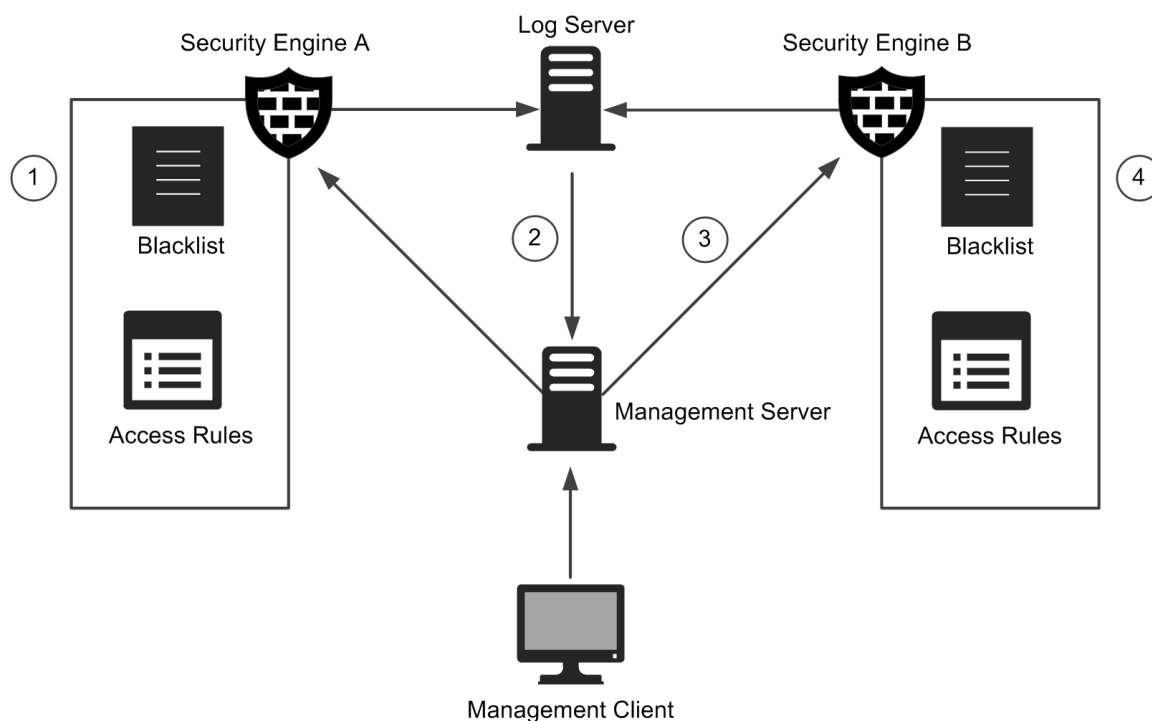 Log Server
Security Engine A
Security Engine B
1
Blacklist
Access Rules
2
3
4
Blacklist
Access Rules
Management Server
Management Client